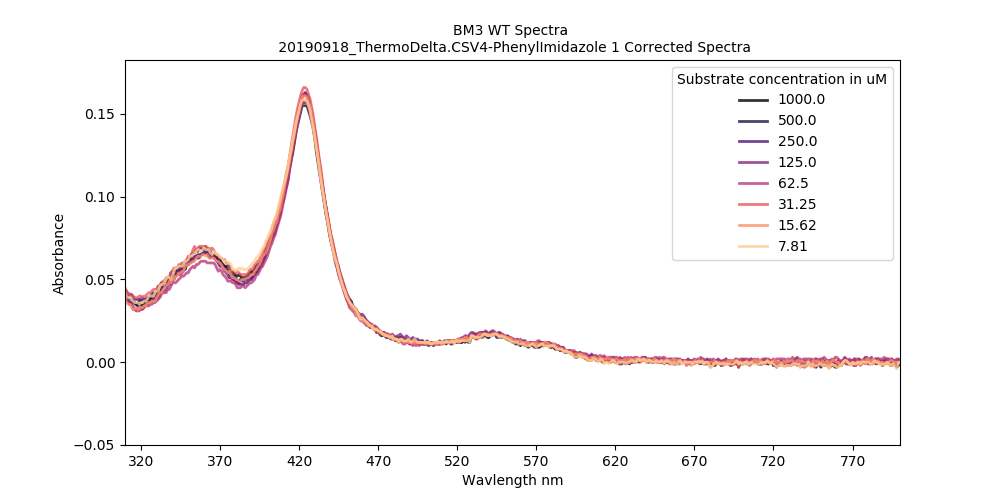 BM3 WT Spectra
20190918_ThermoDelta.CSV4-PhenylImidazole 1 Corrected Spectra
Substrate concentration in uM
1000.0
500.0
250.0
125.0
62.5
31.25
15.62
7.81
Absorbance
0.15
0.10
0.05
0.00
−0.05
320 370 420 470 520 570 620 670 720 770
Wavlength nm